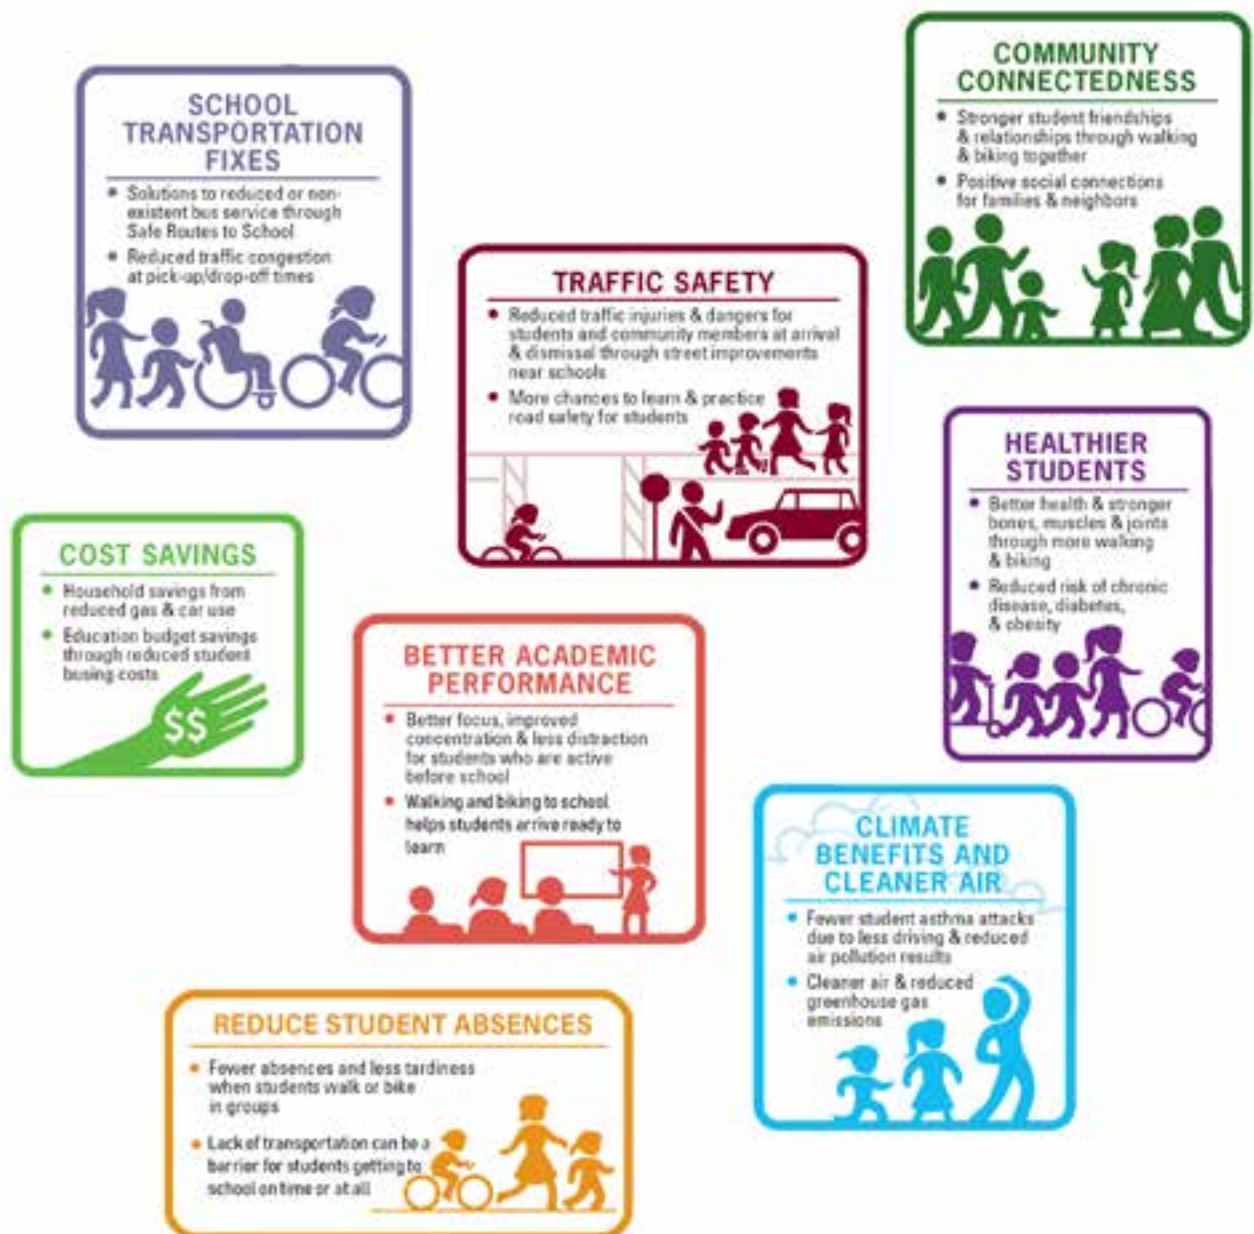 SCHOOL
TRANSPORTATION
FIXES
• Solutions to reduced or non-
existent bus service through
Safe Routes to School
• Reduced traffic congestion
at pick-up/drop-off times
COMMUNITY
CONNECTEDNESS
• Stronger student friendships
& relationships through walking
& biking together
• Positive social connections
for families & neighbors
TRAFFIC SAFETY
• Reduced traffic injuries & dangers for
students and community members at arrival
& dismissal through street improvements
near schools
• More chances to learn & practice
road safety for students
HEALTHIER
STUDENTS
• Better health & stronger
bones, muscles & joints
through more walking
& biking
• Reduced risk of chronic
disease, diabetes,
& obesity
COST SAVINGS
• Household savings from
reduced gas & car use
• Education budget savings
through reduced student
busing costs
$$
BETTER ACADEMIC
PERFORMANCE
• Better focus, improved
concentration & less distraction
for students who are active
before school
• Walking and biking to school
helps students arrive ready to
learn
CLIMATE
BENEFITS AND
CLEANER AIR
• Fewer student asthma attacks
due to less driving & reduced
air pollution results
• Cleaner air & reduced
greenhouse gas
emissions
REDUCE STUDENT ABSENCES
• Fewer absences and less tardiness
when students walk or bike
in groups
• Lack of transportation can be a
barrier for students getting to
school on time or at all